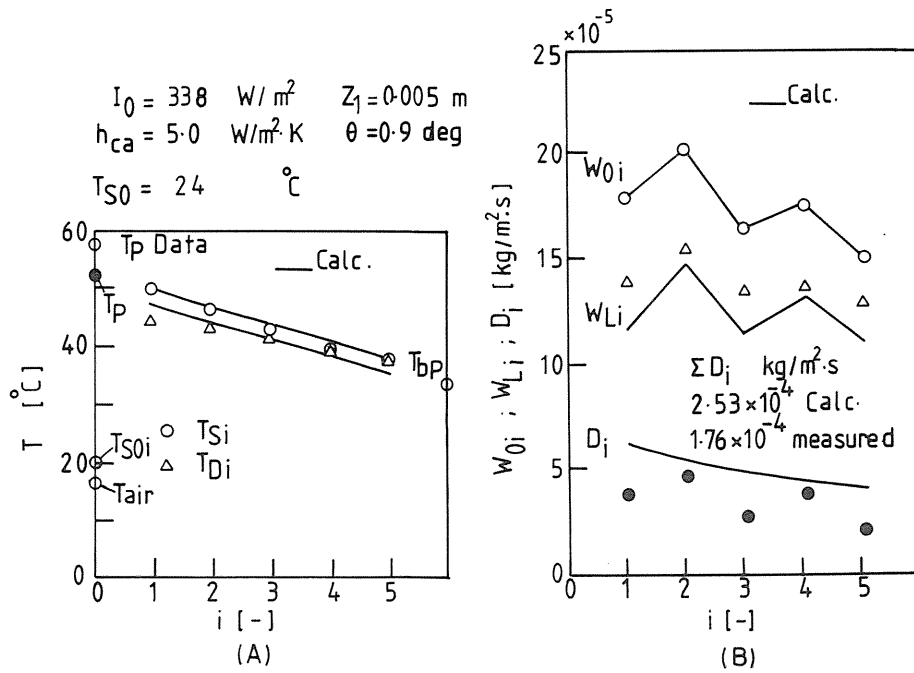 I0 = 338 W/m² Z1=0·005 m
hca = 5·0 W/m²·K θ=0·9 deg
TS0 = 24 °C
60
40
20
0
T [°C]
Tp Data
Tp
Calc.
TbP
TS0i
Tair
TSi
TDi
0 1 2 3 4 5
i [-]
(A)
×10⁻⁵
25
20
15
10
5
0
W0i ; WLi ; Di [kg/m²·s]
Calc.
W0i
WLi
Σ Di kg/m²·s
2·53×10⁻⁴ Calc.
1·76×10⁻⁴ measured
Di
0 1 2 3 4 5
i [-]
(B)